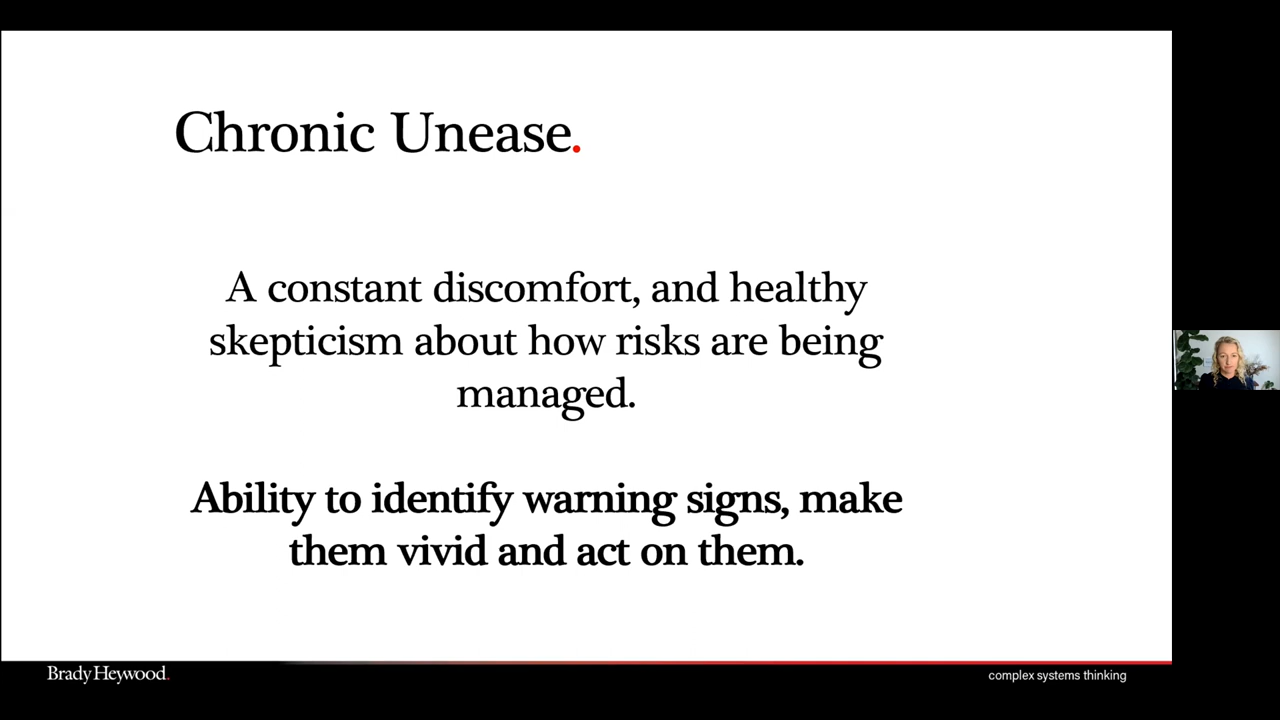 Chronic Unease.
A constant discomfort, and healthy
skepticism about how risks are being
managed.
Ability to identify warning signs, make
them vivid and act on them.
Brady Heywood.
complex systems thinking